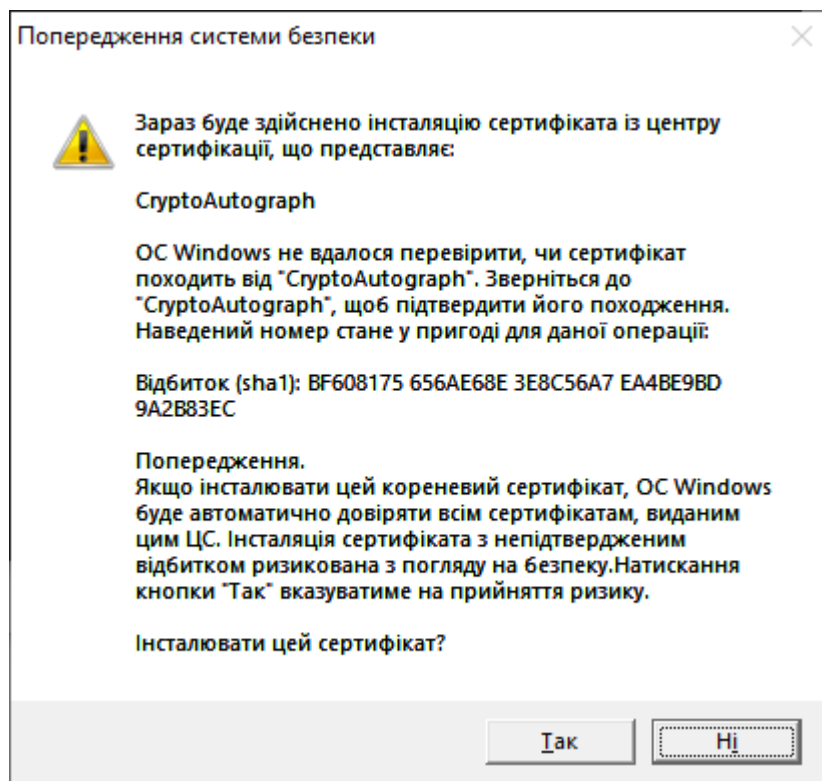 Попередження системи безпеки
Зараз буде здійснено інсталяцію сертифіката із центру
сертифікації, що представляє:
CryptoAutograph
ОС Windows не вдалося перевірити, чи сертифікат
походить від "CryptoAutograph". Зверніться до
"CryptoAutograph", щоб підтвердити його походження.
Наведений номер стане у пригоді для даної операції:
Відбиток (sha1): BF608175 656AE68E 3E8C56A7 EA4BE9BD
9A2B83EC
Попередження.
Якщо інсталювати цей кореневий сертифікат, ОС Windows
буде автоматично довіряти всім сертифікатам, виданим
цим ЦС. Інсталяція сертифіката з непідтвердженим
відбитком ризикована з погляду на безпеку.Натискання
кнопки "Так" вказуватиме на прийняття ризику.
Інсталювати цей сертифікат?
Так
Ні